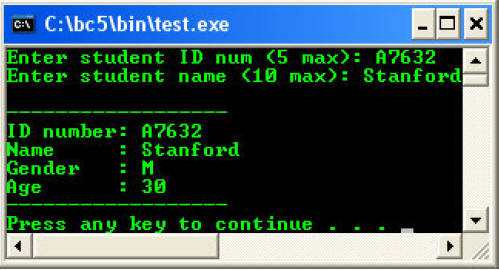 C:\bc5\bin\test.exe
Enter student ID num (5 max): A7632
Enter student name (10 max): Stanford
--------------------
ID number: A7632
Name     : Stanford
Gender   : M
Age      : 30
--------------------
Press any key to continue . . .